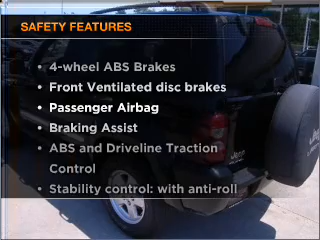 SAFETY FEATURES
• 4-wheel ABS Brakes
• Front Ventilated disc brakes
• Passenger Airbag
• Braking Assist
• ABS and Driveline Traction
Control
• Stability control: with anti-roll
Jeep